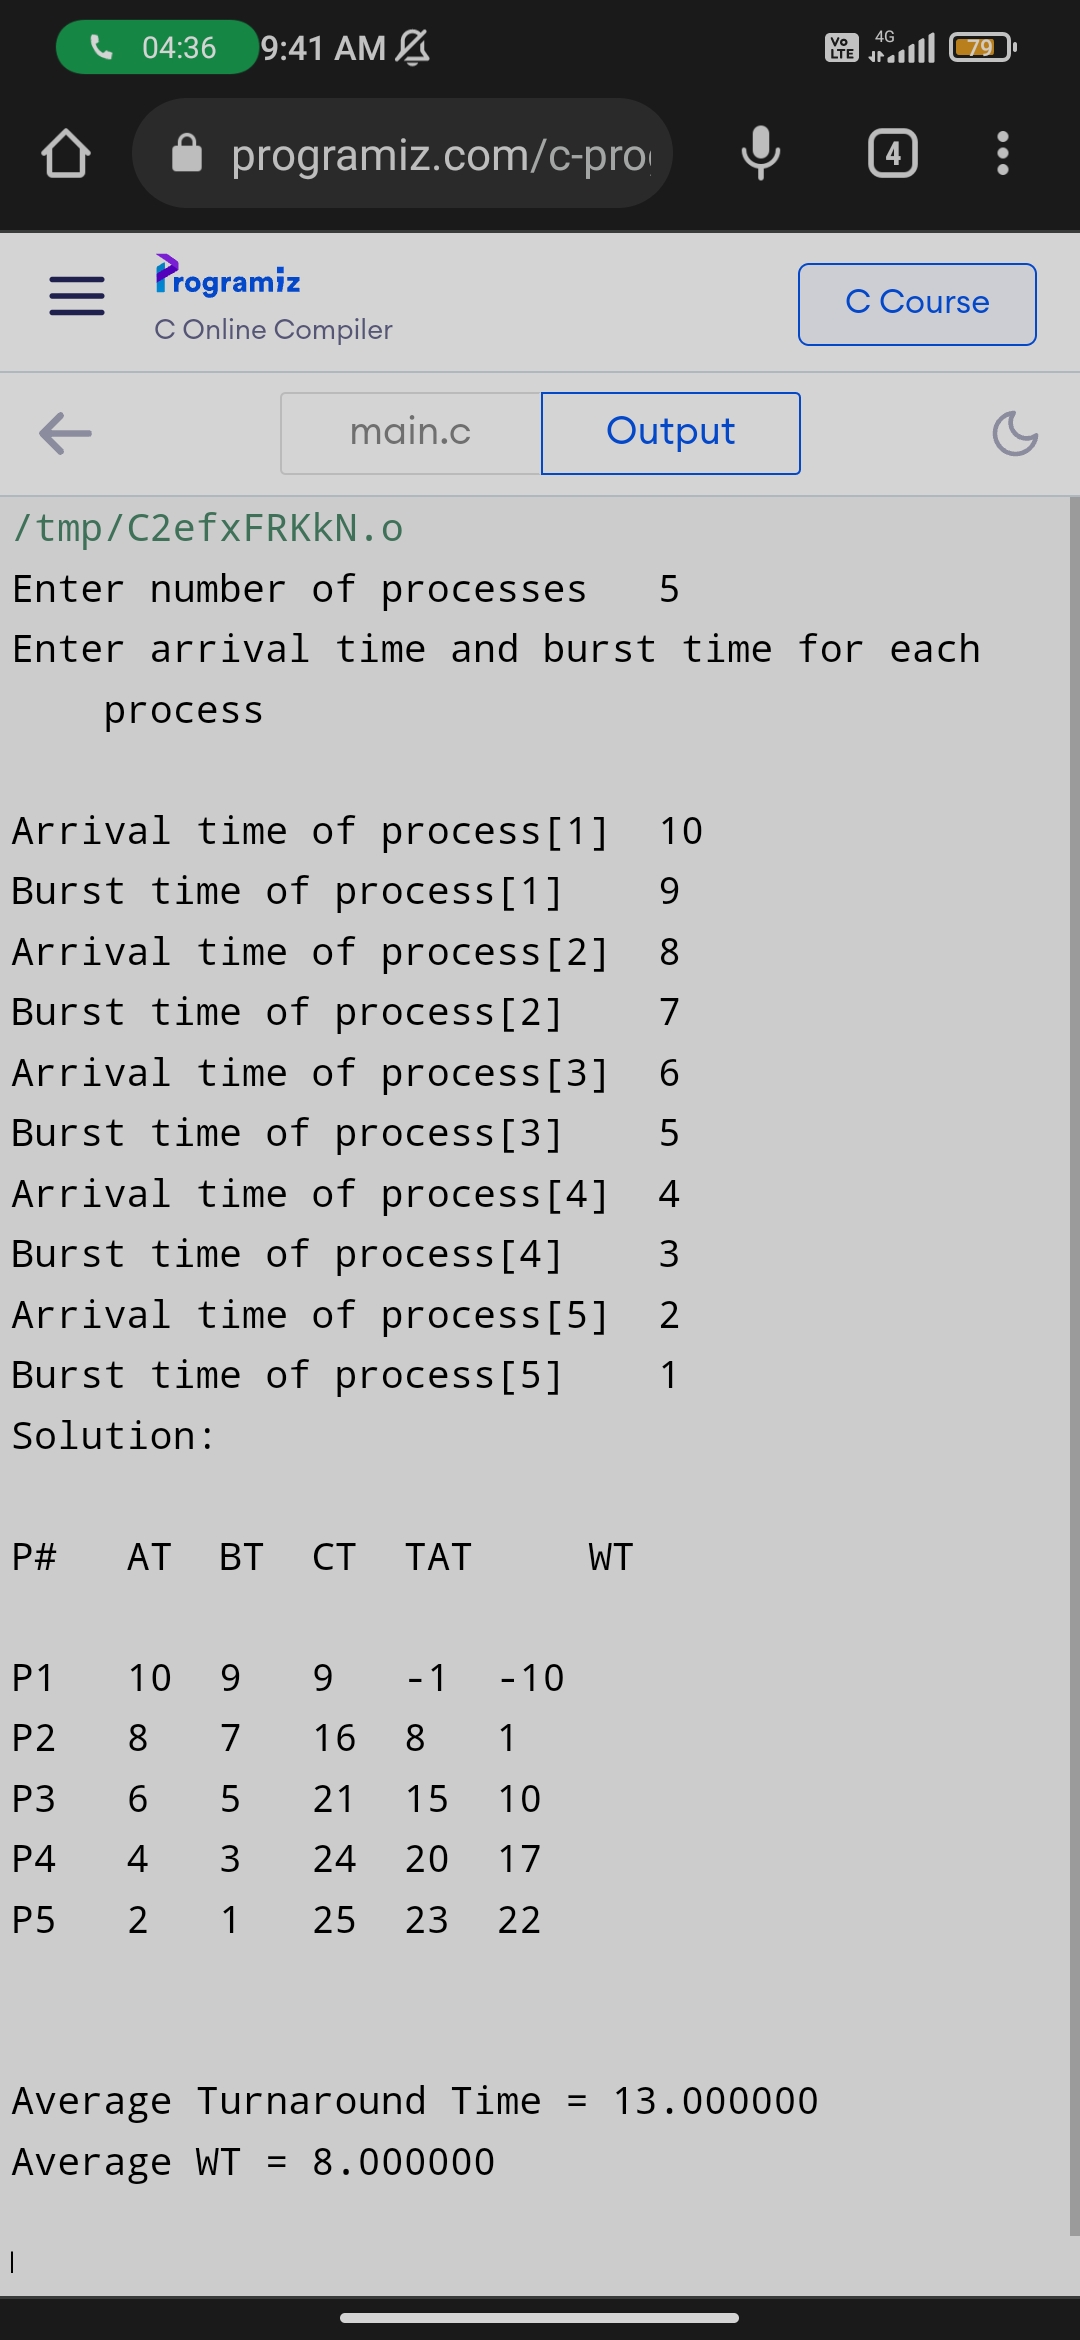 04:36 9:41 AM Vo LTE 4G 79
programiz.com/c-pro
4
Programiz
C Online Compiler
C Course
main.c Output
/tmp/C2efxFRKkN.o
Enter number of processes 5
Enter arrival time and burst time for each
process
Arrival time of process[1] 10
Burst time of process[1] 9
Arrival time of process[2] 8
Burst time of process[2] 7
Arrival time of process[3] 6
Burst time of process[3] 5
Arrival time of process[4] 4
Burst time of process[4] 3
Arrival time of process[5] 2
Burst time of process[5] 1
Solution:
P# AT BT CT TAT WT
P1 10 9 9 -1 -10
P2 8 7 16 8 1
P3 6 5 21 15 10
P4 4 3 24 20 17
P5 2 1 25 23 22
Average Turnaround Time = 13.000000
Average WT = 8.000000